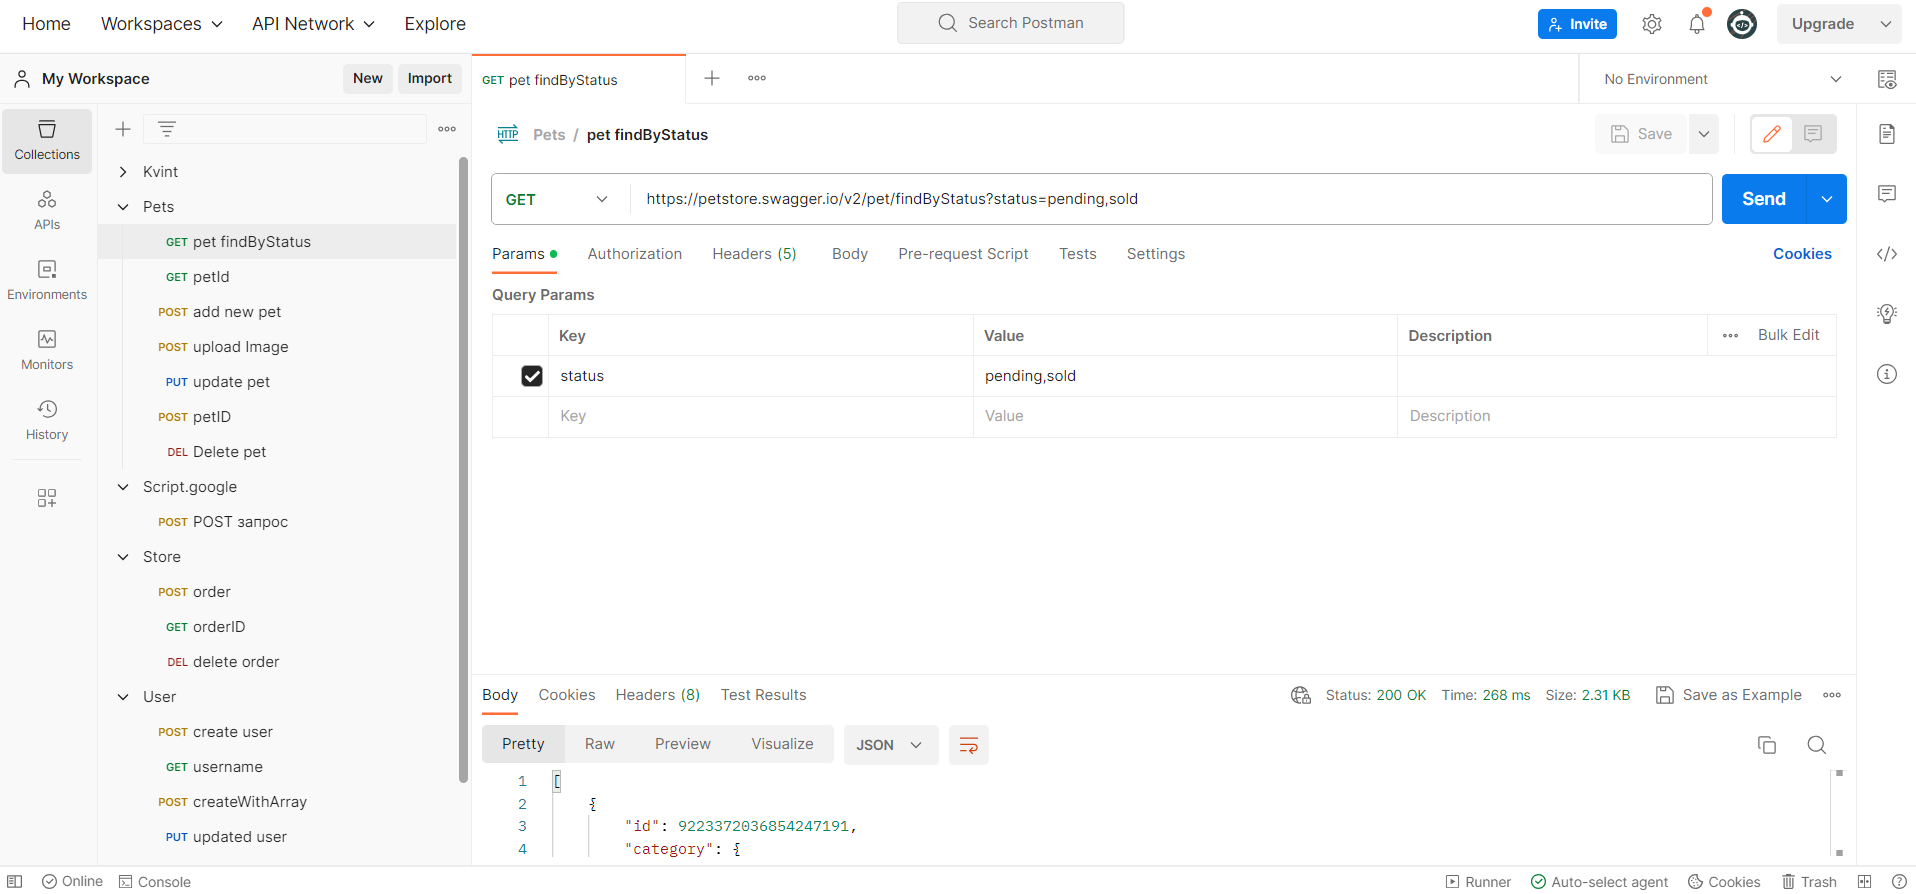 Home Workspaces API Network Explore Search Postman Invite Upgrade
My Workspace New Import GET pet findByStatus No Environment
Collections
APIs
Environments
Monitors
History
Kvint
Pets
GET pet findByStatus
GET petId
POST add new pet
POST upload Image
PUT update pet
POST petID
DEL Delete pet
Script.google
POST POST запрос
Store
POST order
GET orderID
DEL delete order
User
POST create user
GET username
POST createWithArray
PUT updated user
HTTP Pets / pet findByStatus Save
GET https://petstore.swagger.io/v2/pet/findByStatus?status=pending,sold Send
Params Authorization Headers (5) Body Pre-request Script Tests Settings Cookies
Query Params
Key Value Description Bulk Edit
status pending,sold
Key Value Description
Body Cookies Headers (8) Test Results Status: 200 OK Time: 268 ms Size: 2.31 KB Save as Example
Pretty Raw Preview Visualize JSON
1 [
2 {
3 "id": 9223372036854247191,
4 "category": {
Online Console Runner Auto-select agent Cookies Trash